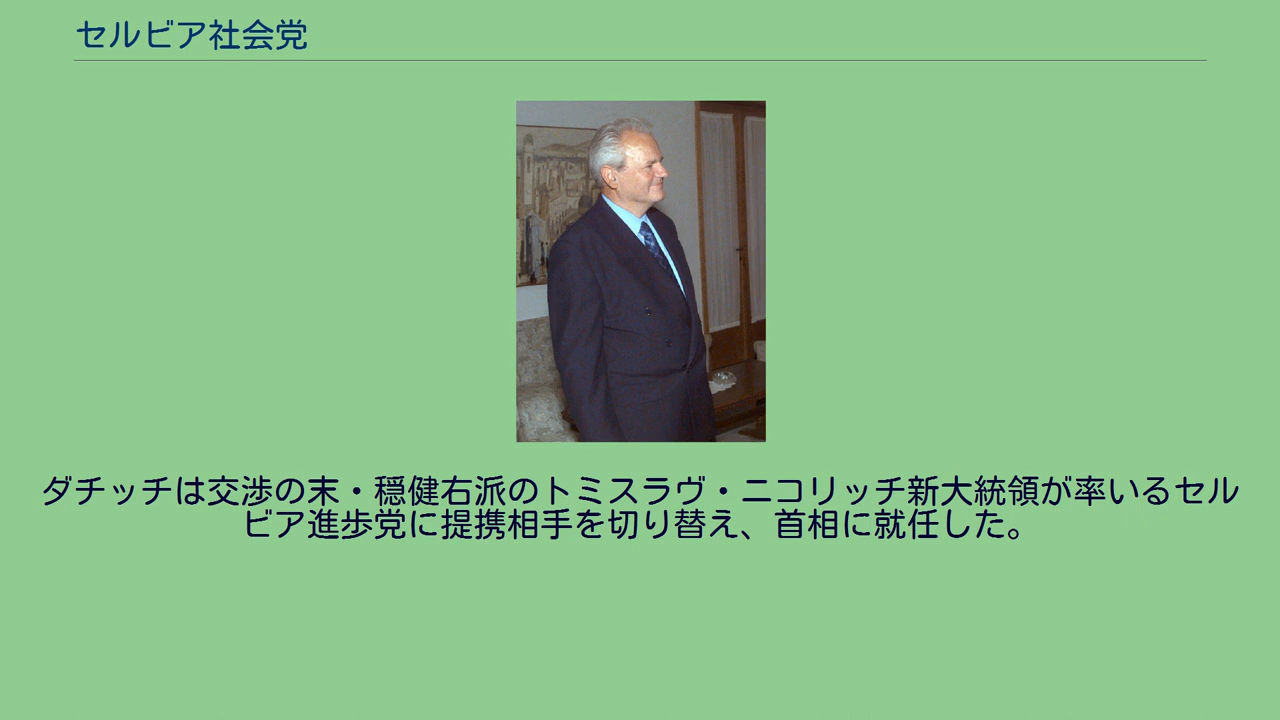 セルビア社会党
ダチッチは交渉の末・穏健右派のトミスラヴ・ニコリッチ新大統領が率いるセル
ビア進歩党に提携相手を切り替え、首相に就任した。